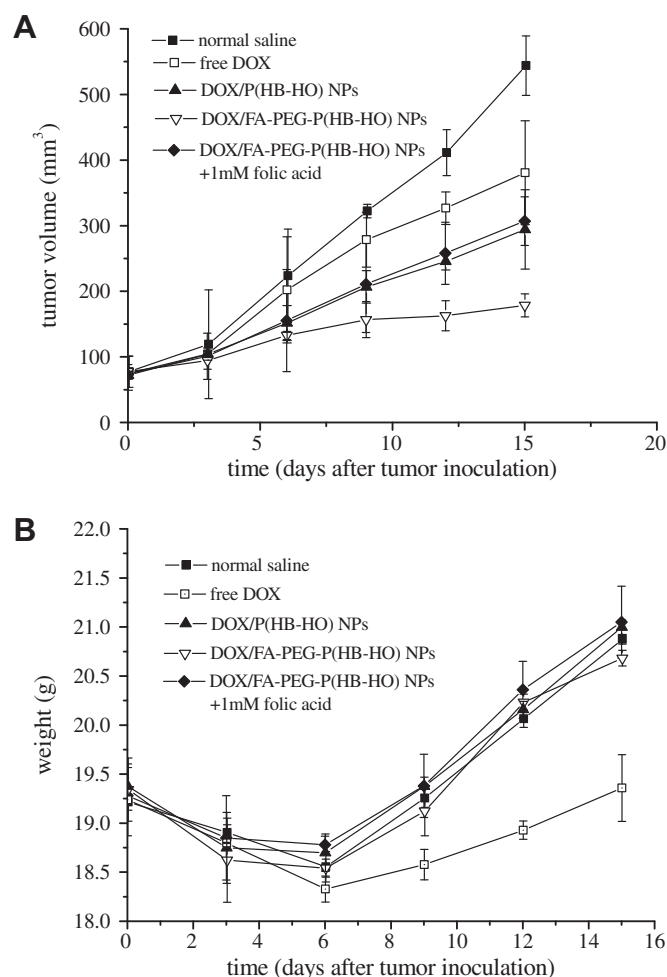 A
normal saline
free DOX
DOX/P(HB-HO) NPs
DOX/FA-PEG-P(HB-HO) NPs
DOX/FA-PEG-P(HB-HO) NPs
+1mM folic acid
600
500
400
300
200
100
0
tumor volume (mm³)
0 5 10 15 20
time (days after tumor inoculation)
B
normal saline
free DOX
DOX/P(HB-HO) NPs
DOX/FA-PEG-P(HB-HO) NPs
DOX/FA-PEG-P(HB-HO) NPs
+1mM folic acid
22.0
21.5
21.0
20.5
20.0
19.5
19.0
18.5
18.0
weight (g)
0 2 4 6 8 10 12 14 16
time (days after tumor inoculation)